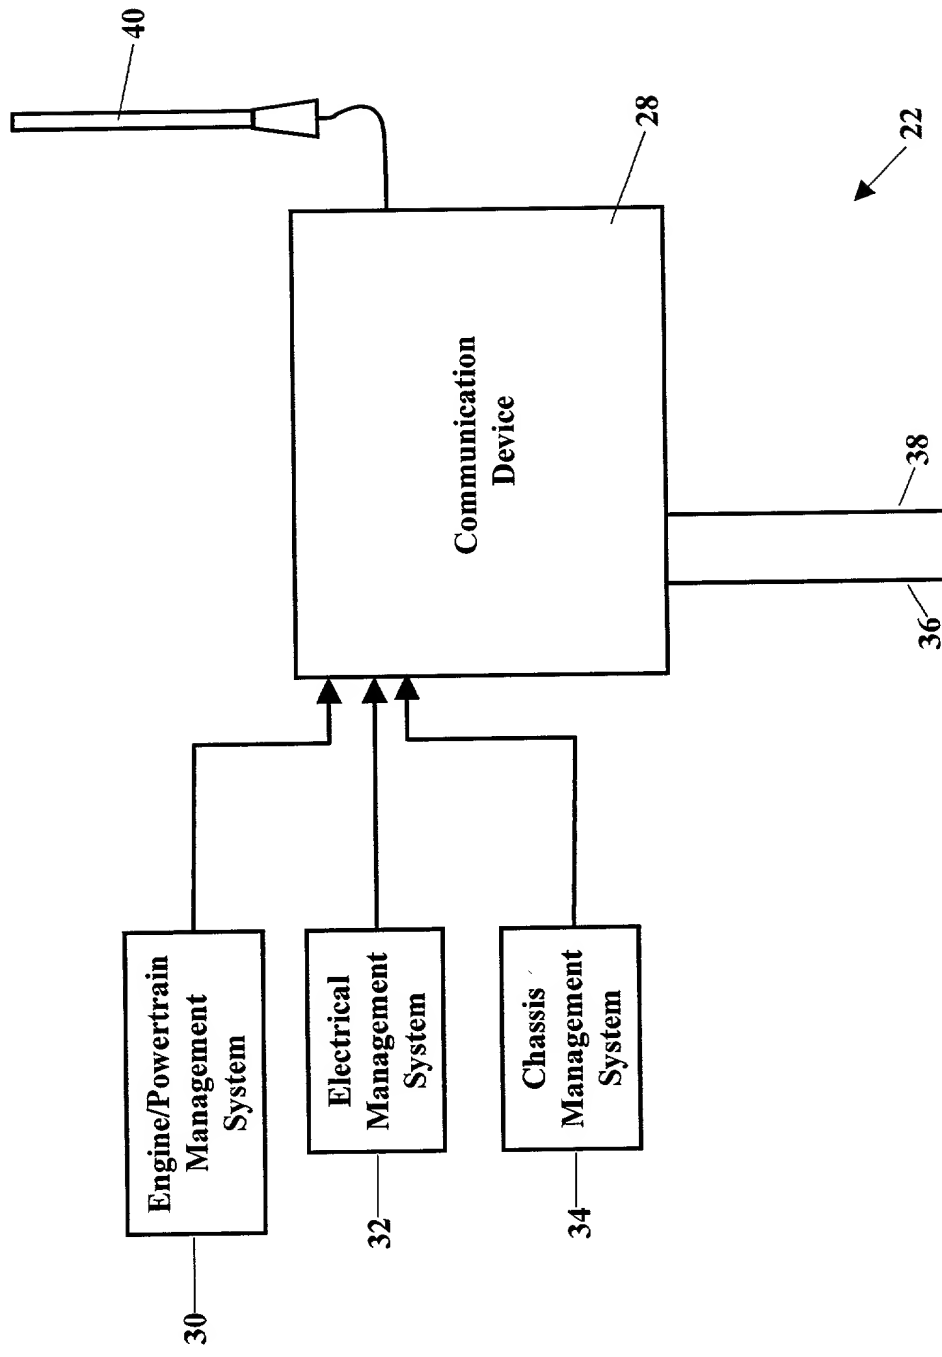 40
28
22
Communication
Device
38
36
Engine/Powertrain
Management
System
30
Electrical
Management
System
32
Chassis
Management
System
34